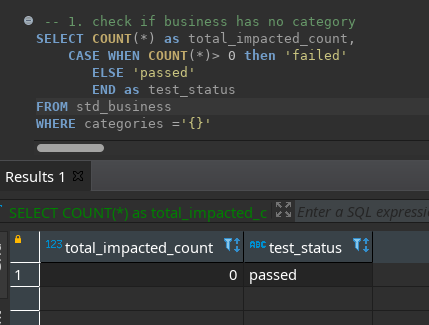 -- 1. check if business has no category
SELECT COUNT(*) as total_impacted_count,
CASE WHEN COUNT(*)> 0 then 'failed'
ELSE 'passed'
END as test_status
FROM std_business
WHERE categories ='{}'
Results 1
SELECT COUNT(*) as total_impacted_c
Enter a SQL expressio
123 total_impacted_count
ABC test_status
1
0
passed